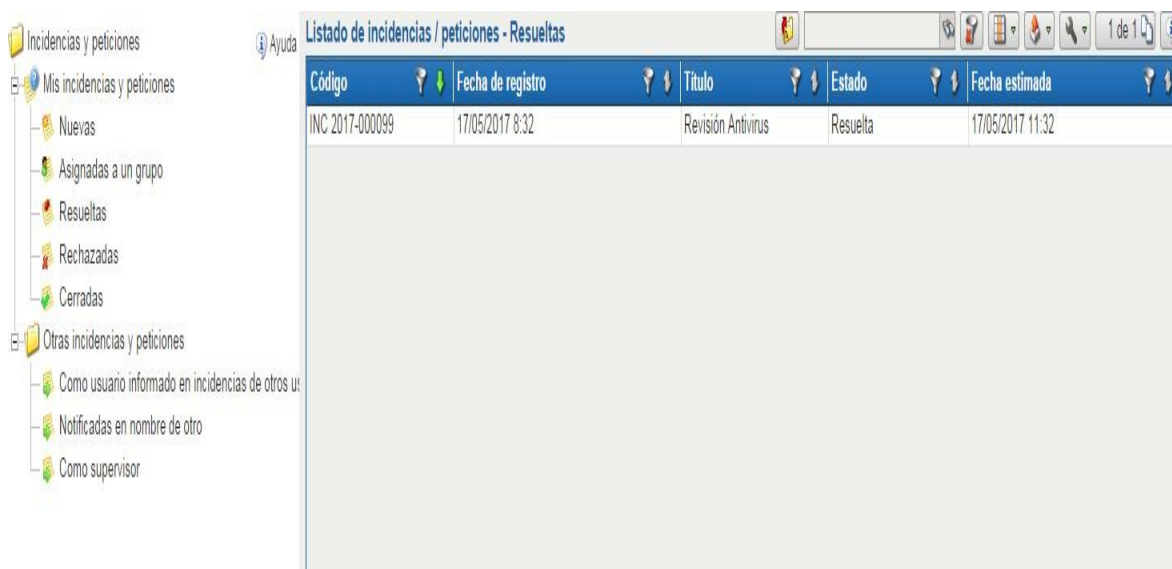 Incidencias y peticiones
Ayuda
Mis incidencias y peticiones
Nuevas
Asignadas a un grupo
Resueltas
Rechazadas
Cerradas
Otras incidencias y peticiones
Como usuario informado en incidencias de otros
Notificadas en nombre de otro
Como supervisor
Listado de incidencias / peticiones - Resueltas
1 de 1
Código Fecha de registro Título Estado Fecha estimada
INC 2017-000099 17/05/2017 8:32 Revisión Antivirus Resuelta 17/05/2017 11:32